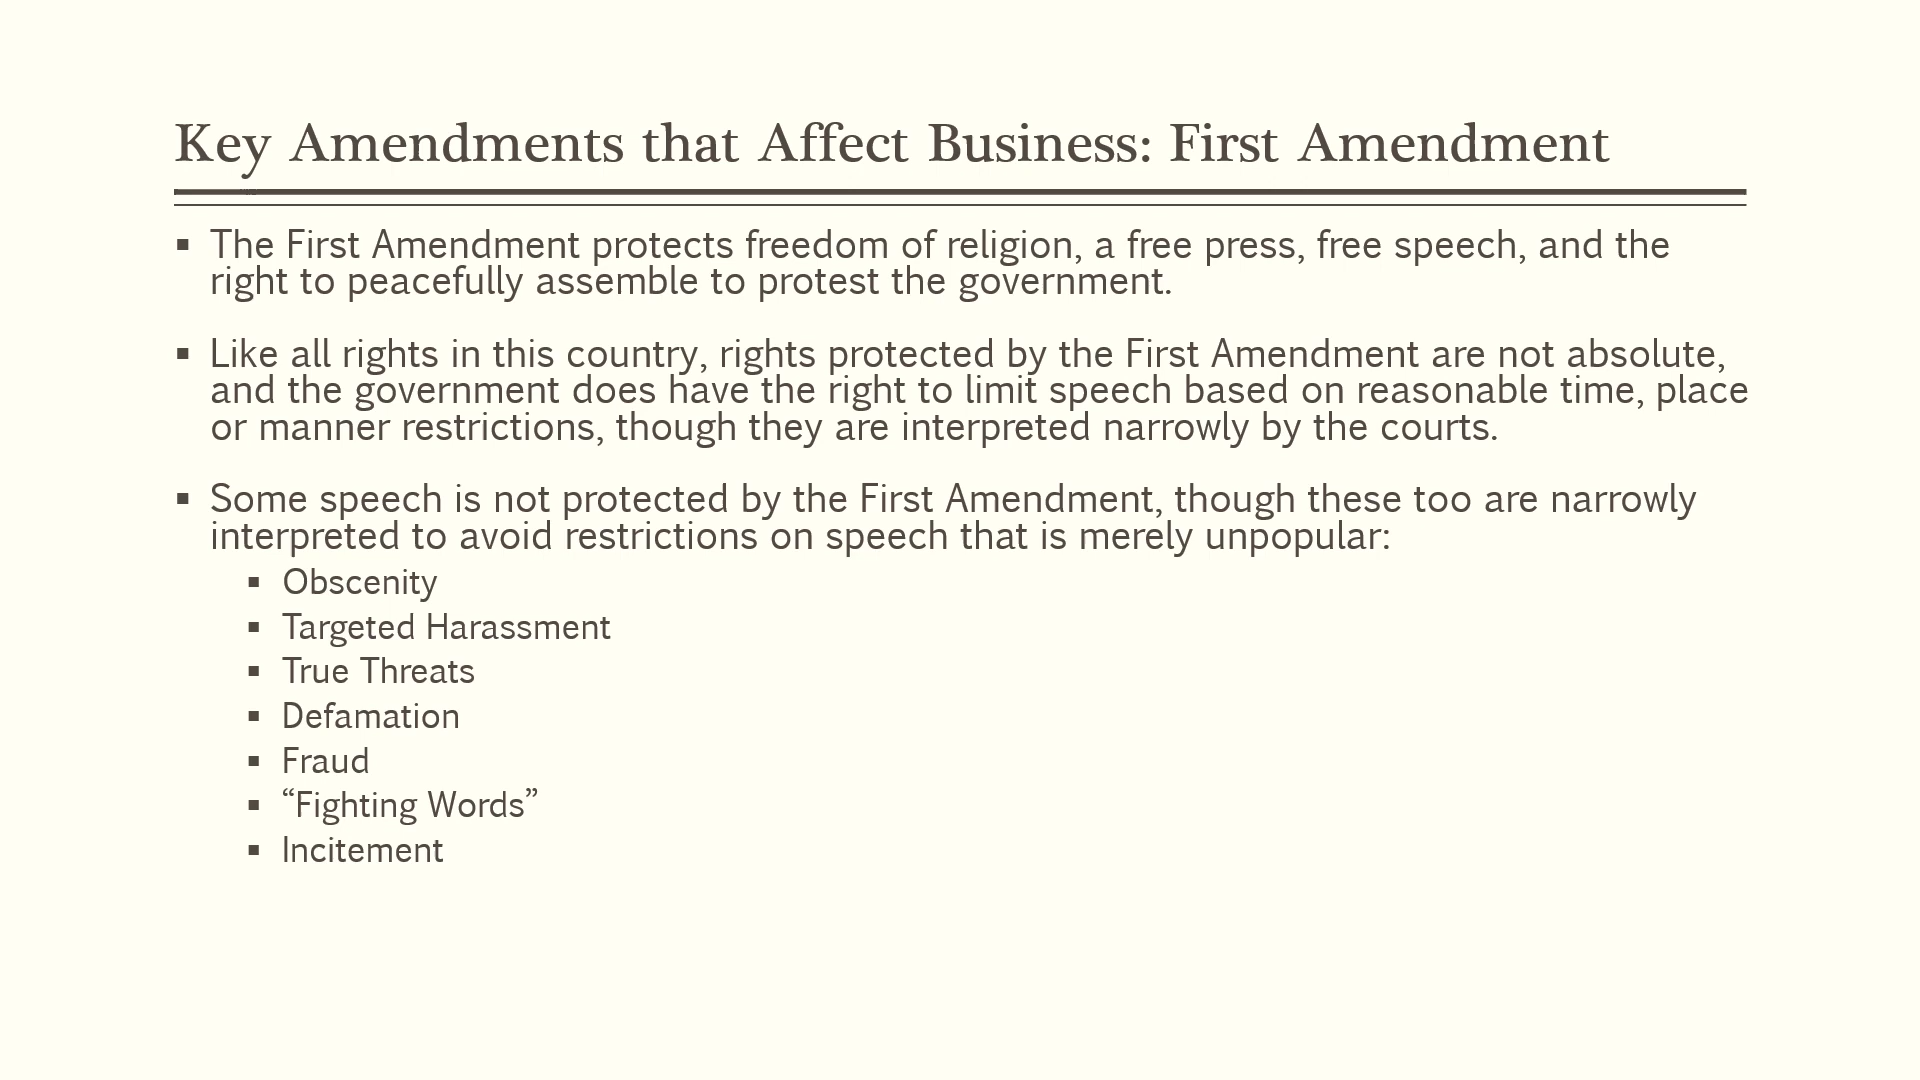 Key Amendments that Affect Business: First Amendment
▪ The First Amendment protects freedom of religion, a free press, free speech, and the
right to peacefully assemble to protest the government.
▪ Like all rights in this country, rights protected by the First Amendment are not absolute,
and the government does have the right to limit speech based on reasonable time, place
or manner restrictions, though they are interpreted narrowly by the courts.
▪ Some speech is not protected by the First Amendment, though these too are narrowly
interpreted to avoid restrictions on speech that is merely unpopular:
▪ Obscenity
▪ Targeted Harassment
▪ True Threats
▪ Defamation
▪ Fraud
▪ “Fighting Words”
▪ Incitement